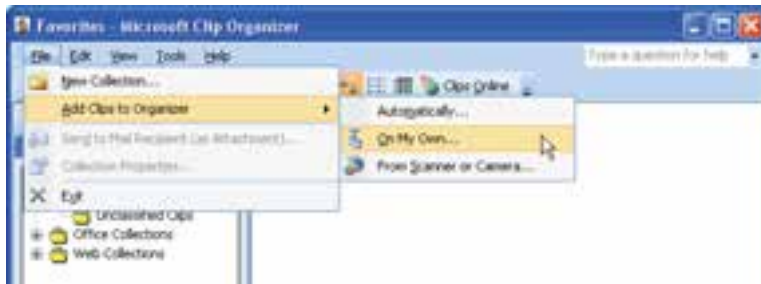 Favorites - Microsoft Clip Organizer
File Edit View Tools Help
Type a question for help
New Collection...
Clips Online
Add Clips to Organizer
Automatically...
Send to Mail Recipient (as Attachment)...
On My Own...
Collection Properties...
From Scanner or Camera...
Exit
Unclassified Clips
Office Collections
Web Collections